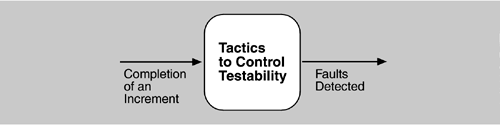 Completion
of an
Increment
Tactics
to Control
Testability
Faults
Detected